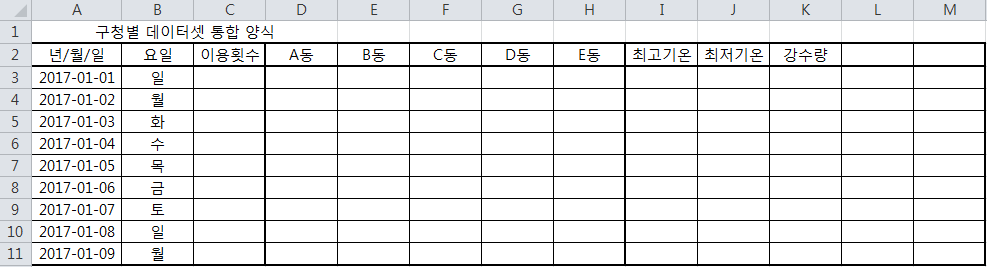 A B C D E F G H I J K L M
1 구청별 데이터셋 통합 양식
2 년/월/일 요일 이용횟수 A동 B동 C동 D동 E동 최고기온 최저기온 강수량
3 2017-01-01 일
4 2017-01-02 월
5 2017-01-03 화
6 2017-01-04 수
7 2017-01-05 목
8 2017-01-06 금
9 2017-01-07 토
10 2017-01-08 일
11 2017-01-09 월